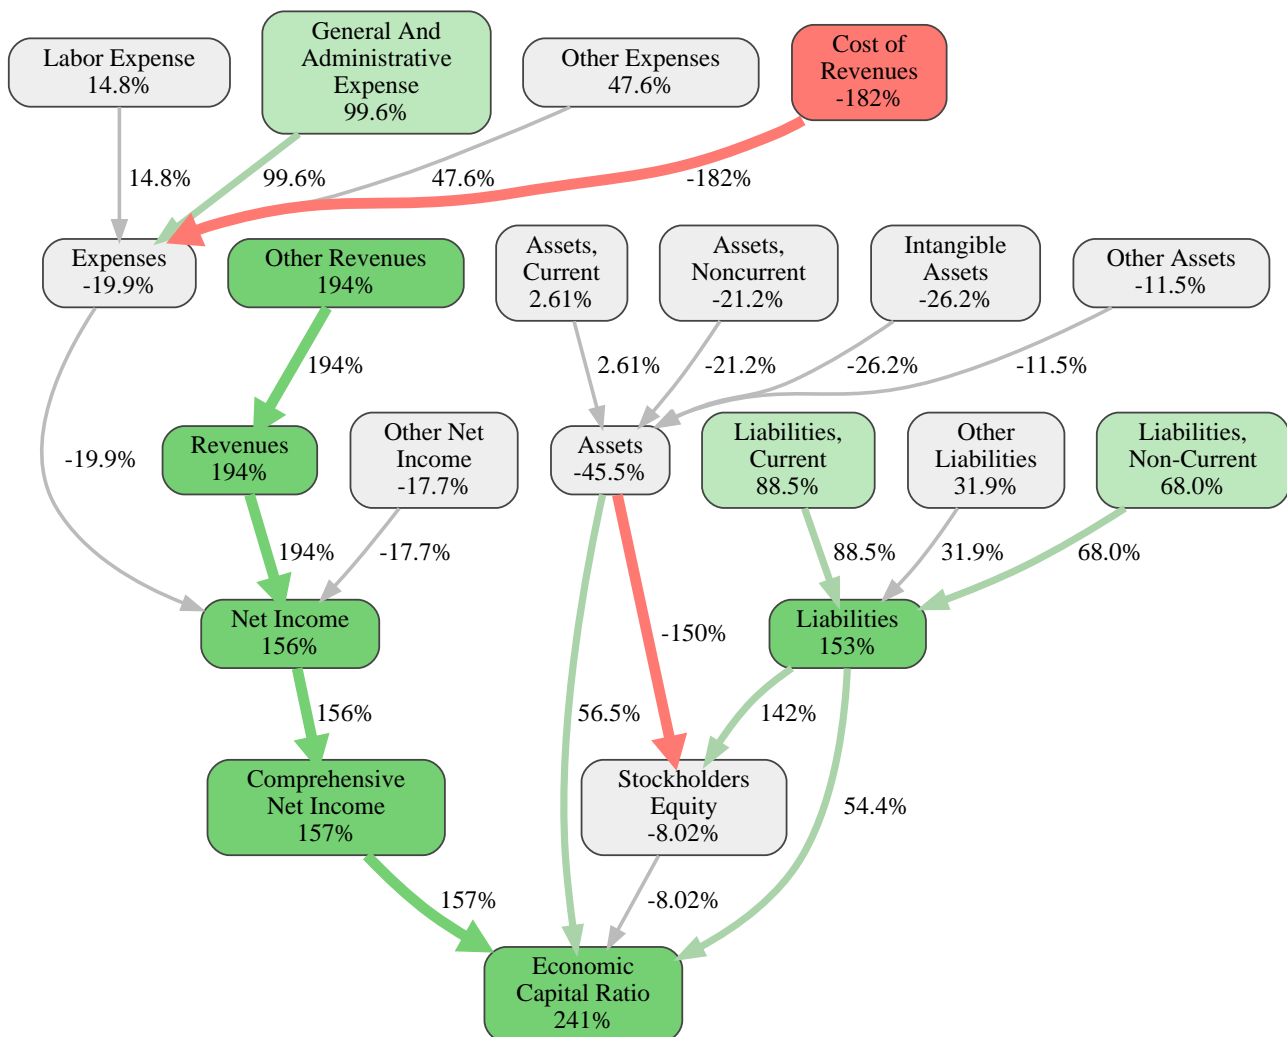 Labor Expense
14.8%
General And
Administrative
Expense
99.6%
Other Expenses
47.6%
Cost of
Revenues
-182%
14.8%
99.6%
47.6%
-182%
Expenses
-19.9%
Other Revenues
194%
Assets,
Current
2.61%
Assets,
Noncurrent
-21.2%
Intangible
Assets
-26.2%
Other Assets
-11.5%
194%
2.61%
-21.2%
-26.2%
-11.5%
-19.9%
Revenues
194%
Other Net
Income
-17.7%
Assets
-45.5%
Liabilities,
Current
88.5%
Other
Liabilities
31.9%
Liabilities,
Non-Current
68.0%
194%
-17.7%
88.5%
31.9%
68.0%
Net Income
156%
-150%
Liabilities
153%
156%
56.5%
142%
54.4%
Comprehensive
Net Income
157%
Stockholders
Equity
-8.02%
157%
-8.02%
Economic
Capital Ratio
241%